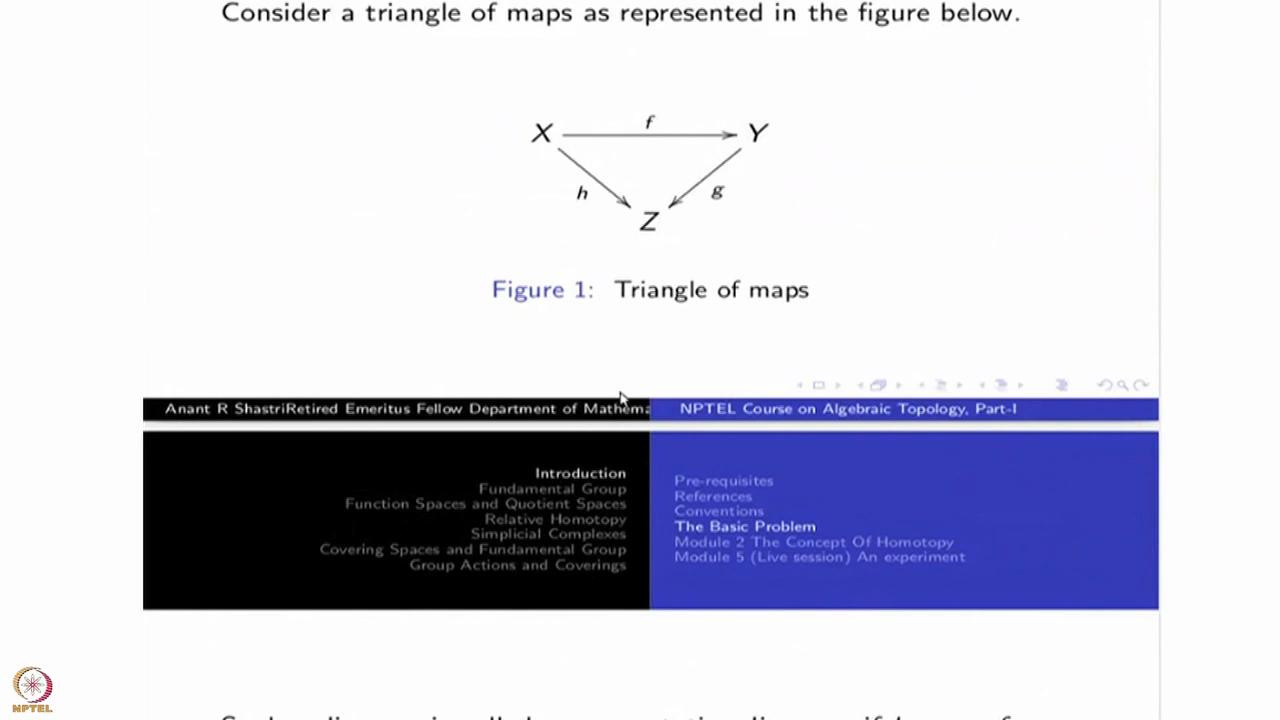 Consider a triangle of maps as represented in the figure below.
f
X
Y
h
g
Z
Figure 1: Triangle of maps
Anant R ShastriRetired Emeritus Fellow Department of Mathema
NPTEL Course on Algebraic Topology, Part-I
Introduction
Fundamental Group
Function Spaces and Quotient Spaces
Relative Homotopy
Simplicial Complexes
Covering Spaces and Fundamental Group
Group Actions and Coverings
Pre-requisites
References
Conventions
The Basic Problem
Module 2 The Concept Of Homotopy
Module 5 (Live session) An experiment
NPTEL